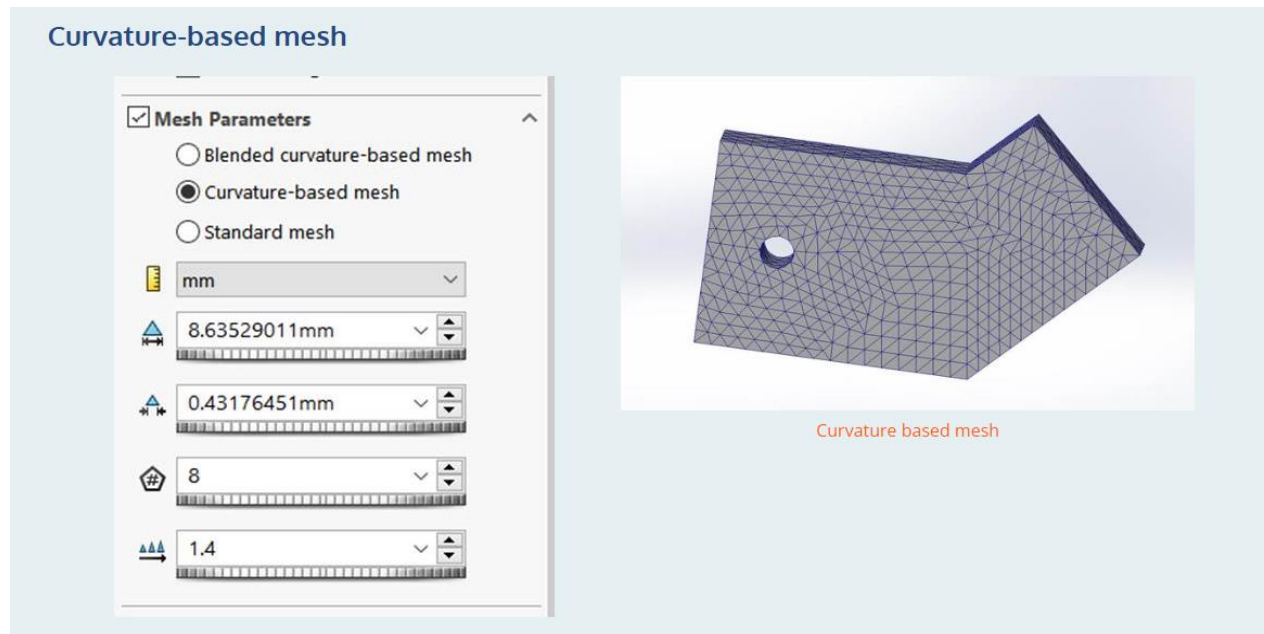 Curvature-based mesh
Mesh Parameters
Blended curvature-based mesh
Curvature-based mesh
Standard mesh
mm
8.63529011mm
0.43176451mm
#
8
1.4
Curvature based mesh